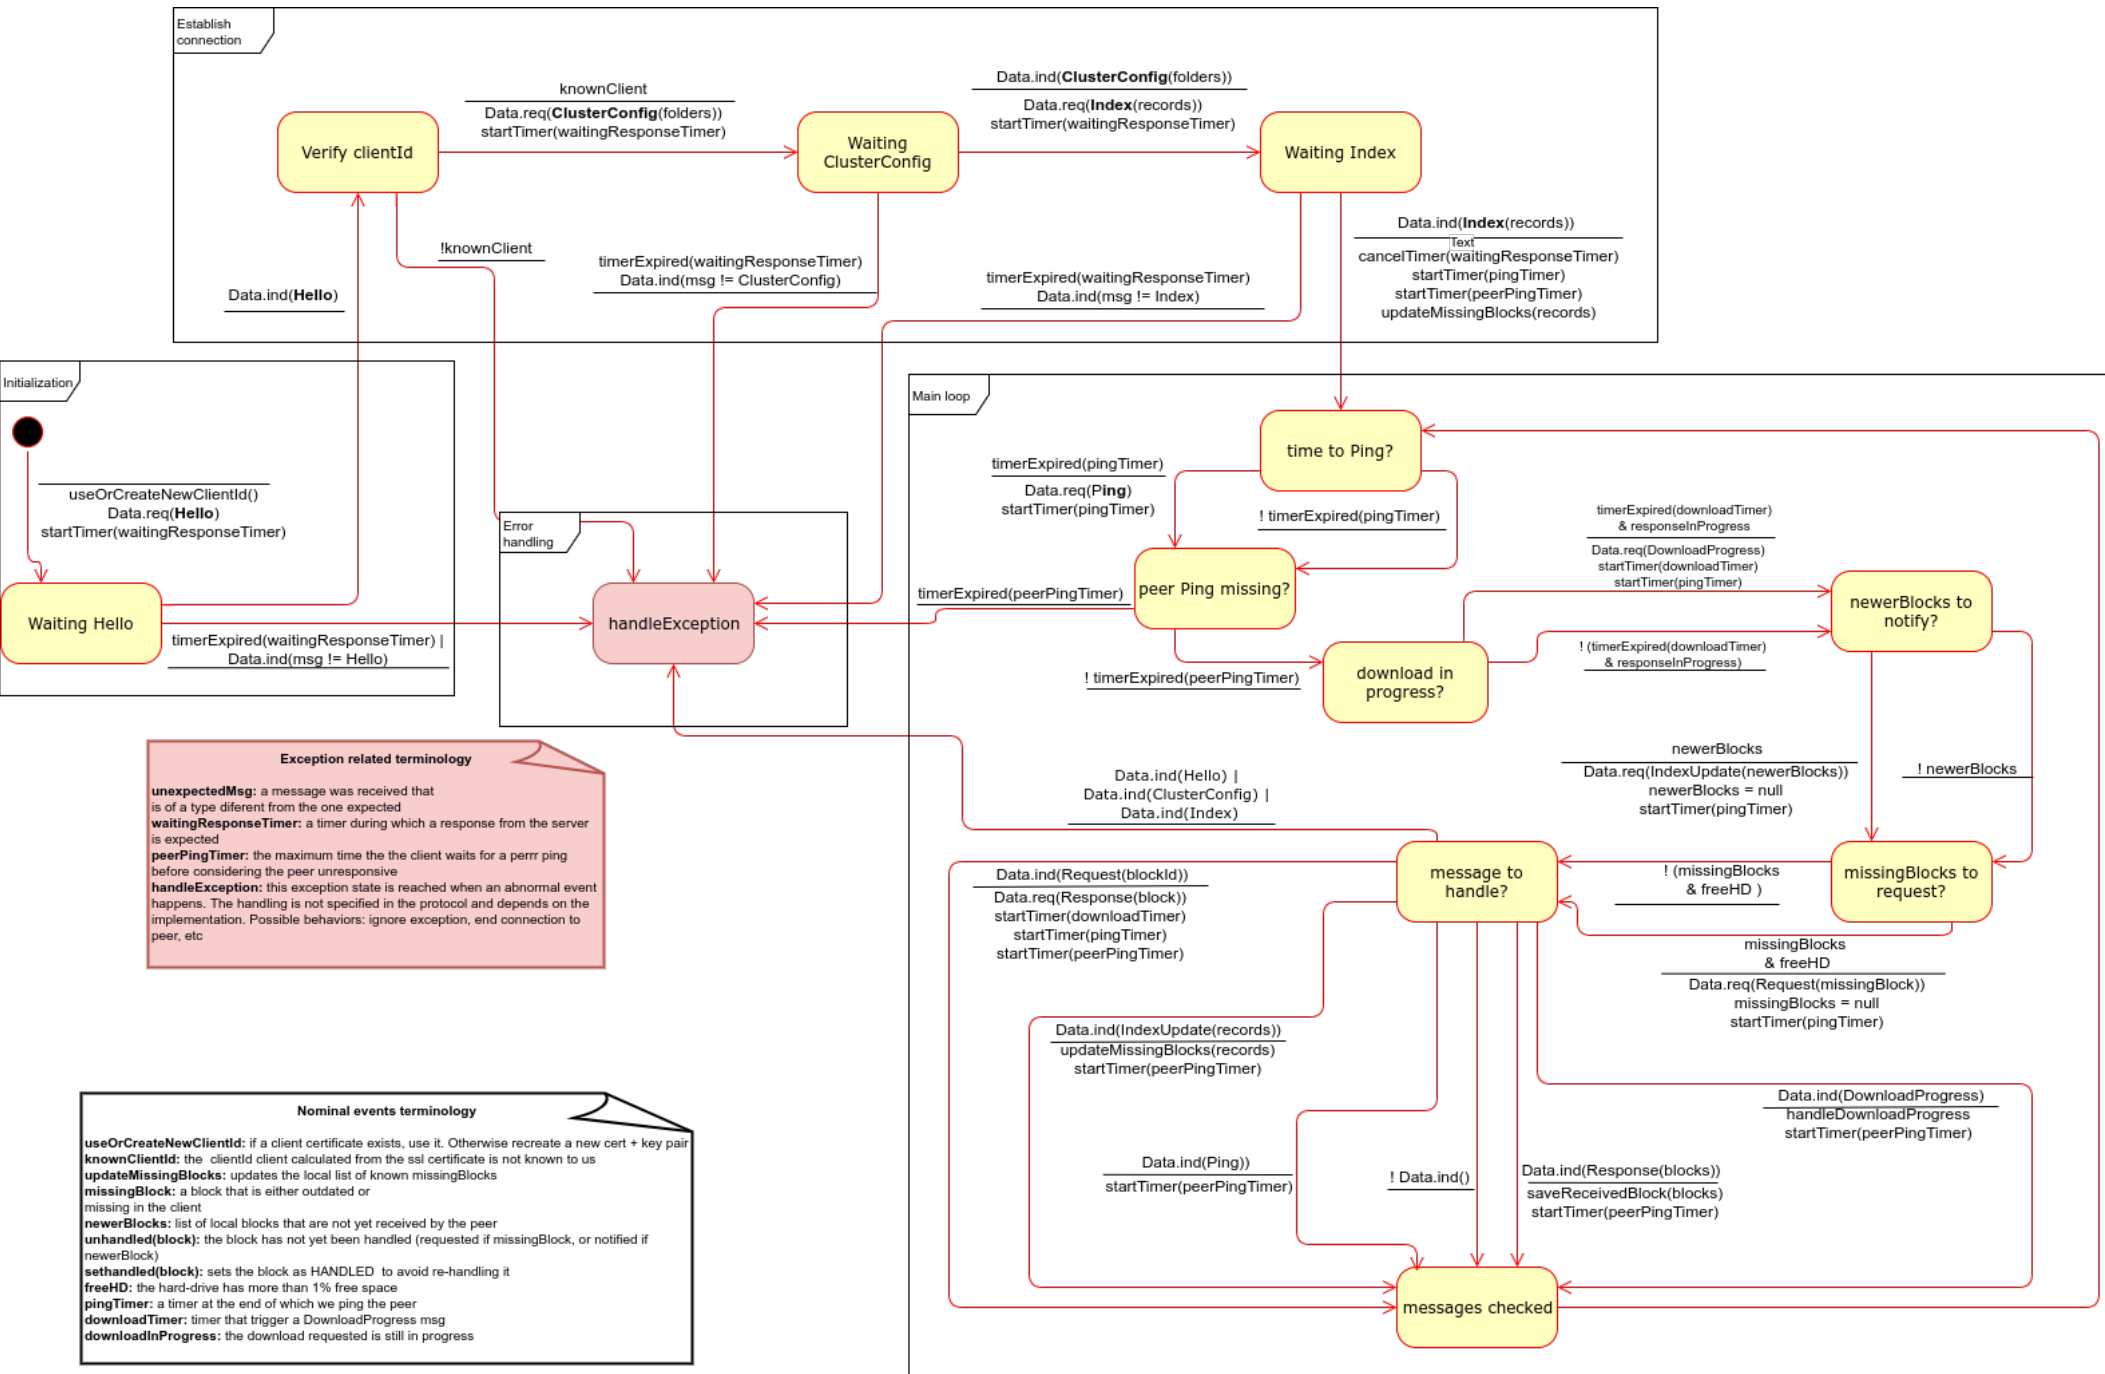 Establish
connection
knownClient
Data.req(ClusterConfig(folders))
startTimer(waitingResponseTimer)
Data.ind(ClusterConfig(folders))
Data.req(Index(records))
startTimer(waitingResponseTimer)
Verify clientId
Waiting
ClusterConfig
Waiting Index
!knownClient
Data.ind(Hello)
timerExpired(waitingResponseTimer)
Data.ind(msg != ClusterConfig)
timerExpired(waitingResponseTimer)
Data.ind(msg != Index)
Data.ind(Index(records))
Text
cancelTimer(waitingResponseTimer)
startTimer(pingTimer)
startTimer(peerPingTimer)
updateMissingBlocks(records)
Initialization
useOrCreateNewClientId()
Data.req(Hello)
startTimer(waitingResponseTimer)
Waiting Hello
timerExpired(waitingResponseTimer) |
Data.ind(msg != Hello)
Error
handling
handleException
Main loop
time to Ping?
timerExpired(pingTimer)
Data.req(Ping)
startTimer(pingTimer)
! timerExpired(pingTimer)
peer Ping missing?
timerExpired(peerPingTimer)
! timerExpired(peerPingTimer)
download in
progress?
timerExpired(downloadTimer)
& responseInProgress
Data.req(DownloadProgress)
startTimer(downloadTimer)
startTimer(pingTimer)
! (timerExpired(downloadTimer)
& responseInProgress)
newerBlocks to
notify?
newerBlocks
Data.req(IndexUpdate(newerBlocks))
newerBlocks = null
startTimer(pingTimer)
! newerBlocks
missingBlocks to
request?
! (missingBlocks
& freeHD )
missingBlocks
& freeHD
Data.req(Request(missingBlock))
missingBlocks = null
startTimer(pingTimer)
message to
handle?
Data.ind(Hello) |
Data.ind(ClusterConfig) |
Data.ind(Index)
Data.ind(Request(blockId))
Data.req(Response(block))
startTimer(downloadTimer)
startTimer(pingTimer)
startTimer(peerPingTimer)
Data.ind(IndexUpdate(records))
updateMissingBlocks(records)
startTimer(peerPingTimer)
Data.ind(Ping))
startTimer(peerPingTimer)
! Data.ind()
Data.ind(Response(blocks))
saveReceivedBlock(blocks)
startTimer(peerPingTimer)
Data.ind(DownloadProgress)
handleDownloadProgress
startTimer(peerPingTimer)
messages checked
Exception related terminology
unexpectedMsg: a message was received that
is of a type diferent from the one expected
waitingResponseTimer: a timer during which a response from the server
is expected
peerPingTimer: the maximum time the the client waits for a perrr ping
before considering the peer unresponsive
handleException: this exception state is reached when an abnormal event
happens. The handling is not specified in the protocol and depends on the
implementation. Possible behaviors: ignore exception, end connection to
peer, etc
Nominal events terminology
useOrCreateNewClientId: if a client certificate exists, use it. Otherwise recreate a new cert + key pair
knownClientId: the clientId client calculated from the ssl certificate is not known to us
updateMissingBlocks: updates the local list of known missingBlocks
missingBlock: a block that is either outdated or
missing in the client
newerBlocks: list of local blocks that are not yet received by the peer
unhandled(block): the block has not yet been handled (requested if missingBlock, or notified if
newerBlock)
sethandled(block): sets the block as HANDLED to avoid re-handling it
freeHD: the hard-drive has more than 1% free space
pingTimer: a timer at the end of which we ping the peer
downloadTimer: timer that trigger a DownloadProgress msg
downloadInProgress: the download requested is still in progress